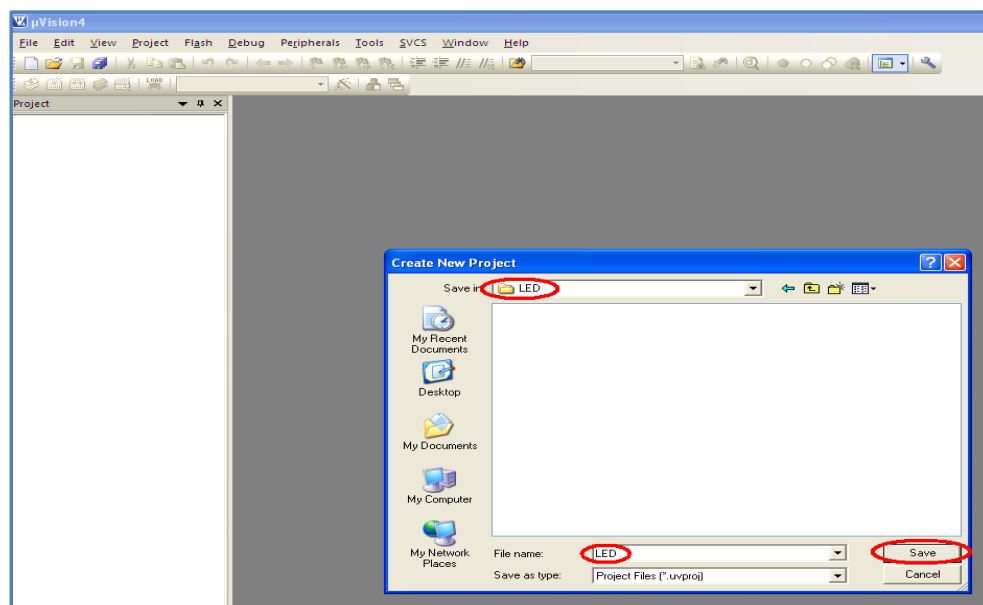 µVision4
File Edit View Project Flash Debug Peripherals Tools SVCS Window Help
LOAD
Project
Create New Project
Save in
LED
My Recent
Documents
Desktop
My Documents
My Computer
My Network
Places
File name:
LED
Save
Save as type:
Project Files (*.uvproj)
Cancel